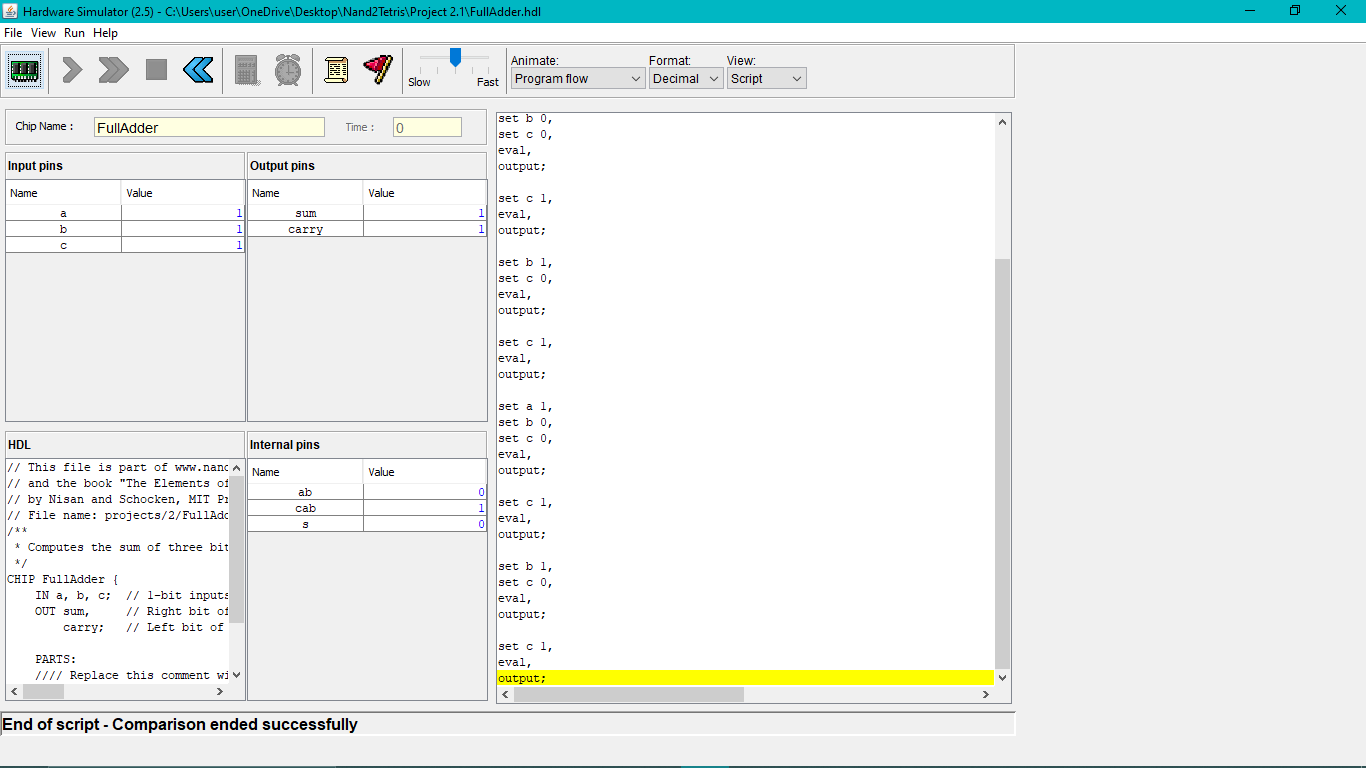 Hardware Simulator (2.5) - C:\Users\user\OneDrive\Desktop\Nand2Tetris\Project 2.1\FullAdder.hdl
File View Run Help
Slow Fast
Animate: Format: View:
Program flow Decimal Script
Chip Name : FullAdder Time : 0
Input pins
Name Value
a 1
b 1
c 1
Output pins
Name Value
sum 1
carry 1
HDL
// This file is part of www.nand
// and the book "The Elements of
// by Nisan and Schocken, MIT Pr
// File name: projects/2/FullAdd
/**
* Computes the sum of three bit
*/
CHIP FullAdder {
IN a, b, c; // 1-bit inputs
OUT sum, // Right bit of
carry; // Left bit of
PARTS:
//// Replace this comment wi
Internal pins
Name Value
ab 0
cab 1
s 0
set b 0,
set c 0,
eval,
output;
set c 1,
eval,
output;
set b 1,
set c 0,
eval,
output;
set c 1,
eval,
output;
set a 1,
set b 0,
set c 0,
eval,
output;
set c 1,
eval,
output;
set b 1,
set c 0,
eval,
output;
set c 1,
eval,
output;
End of script - Comparison ended successfully